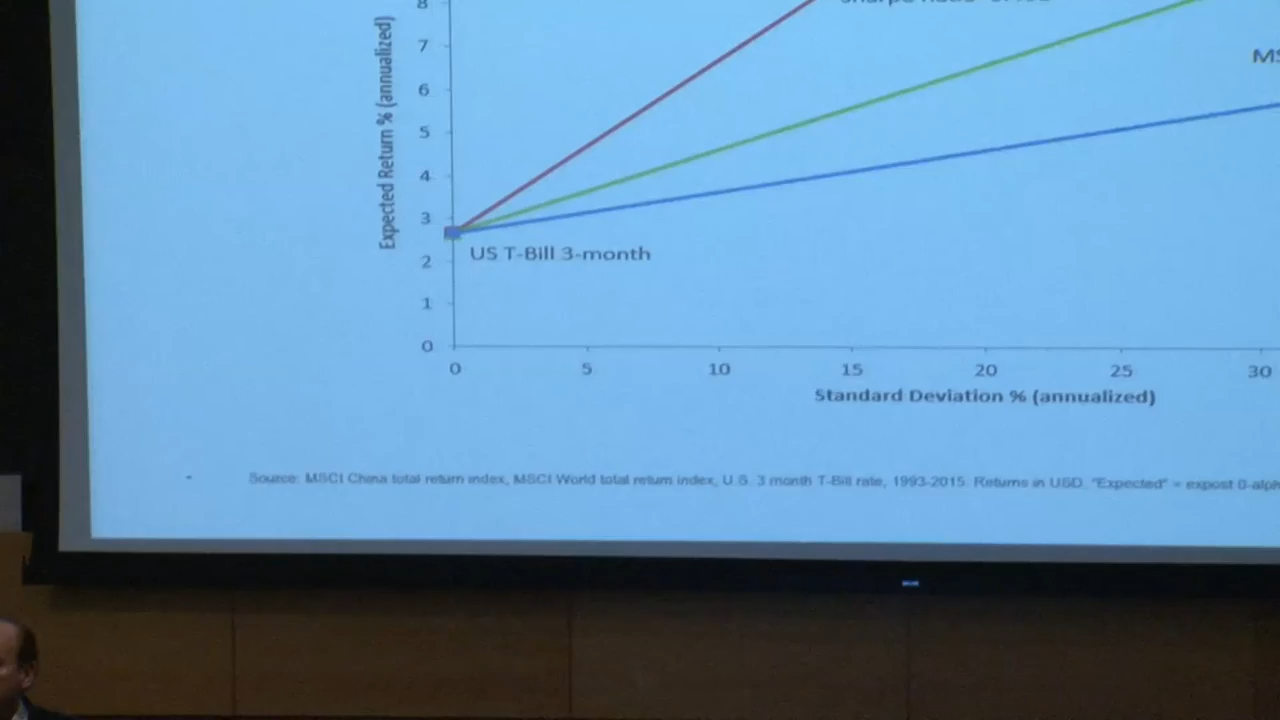 8
7
6
5
4
3
2
1
0
Expected Return % (annualized)
US T-Bill 3-month
0 5 10 15 20 25 30
Standard Deviation % (annualized)
Source: MSCI China total return index, MSCI World total return index, U.S. 3 month T-Bill rate, 1993-2015. Returns in USD. "Expected" = expost 0-alph